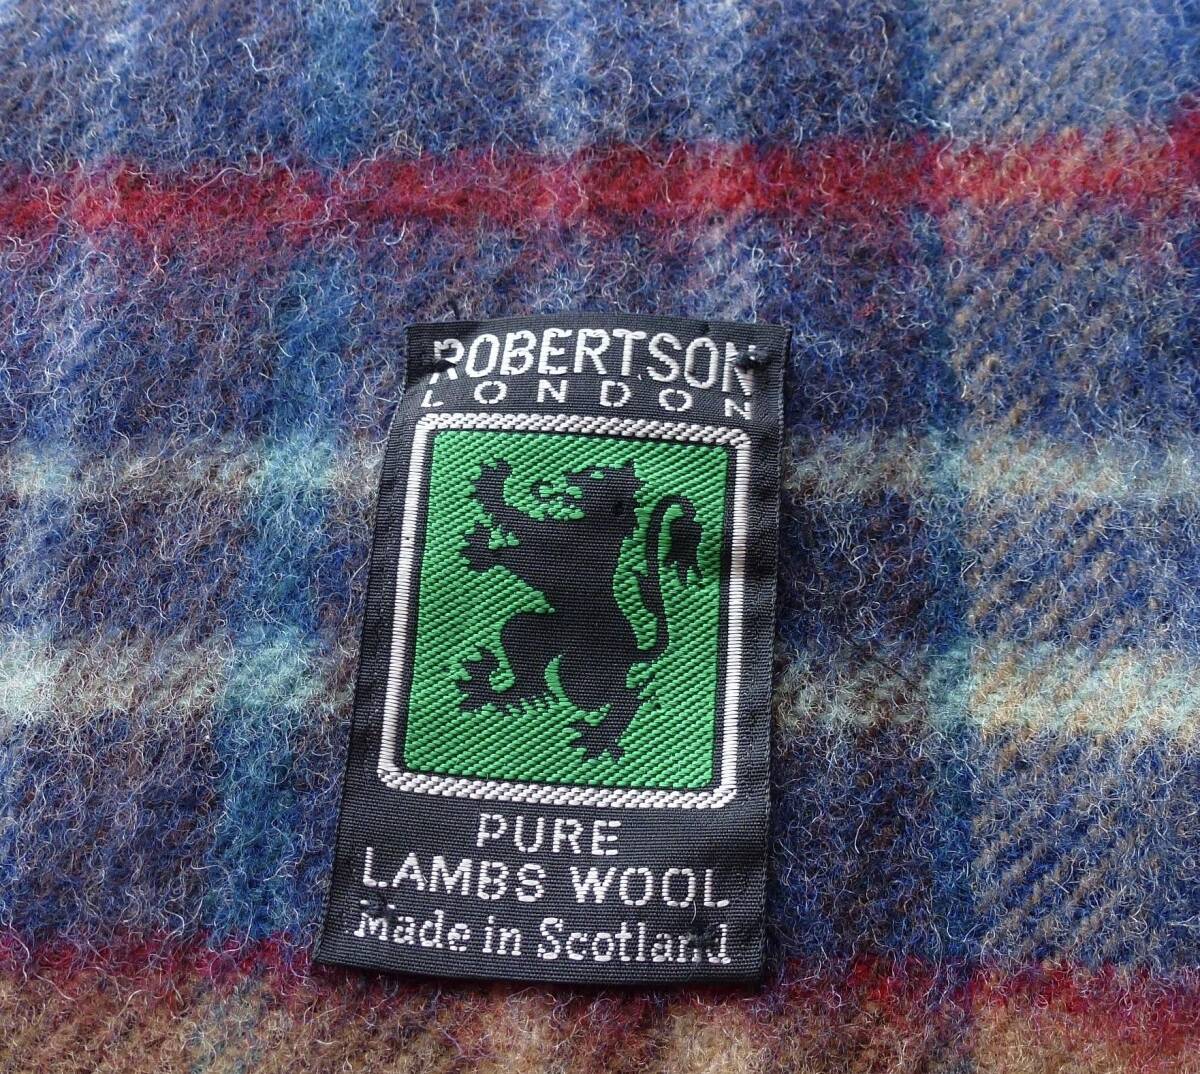 ROBERTSON
LONDON
PURE
LAMBS WOOL
Made in Scotland